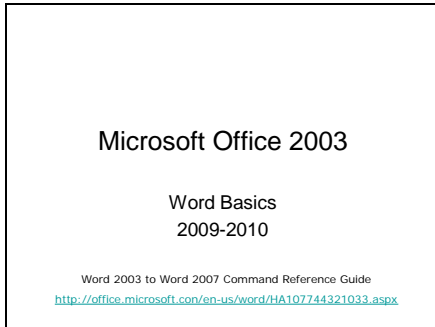 Microsoft Office 2003
Word Basics
2009-2010
Word 2003 to Word 2007 Command Reference Guide
http://office.microsoft.con/en-us/word/HA107744321033.aspx